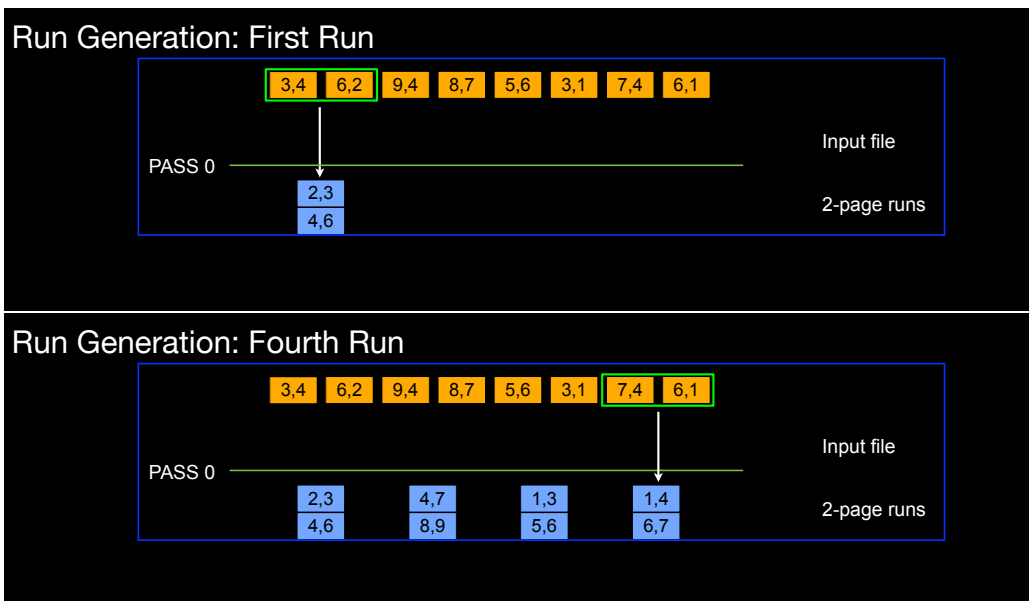 Run Generation: First Run
3,4 6,2 9,4 8,7 5,6 3,1 7,4 6,1
Input file
PASS 0
2,3
2-page runs
4,6
Run Generation: Fourth Run
3,4 6,2 9,4 8,7 5,6 3,1 7,4 6,1
Input file
PASS 0
2,3 4,7 1,3 1,4
2-page runs
4,6 8,9 5,6 6,7